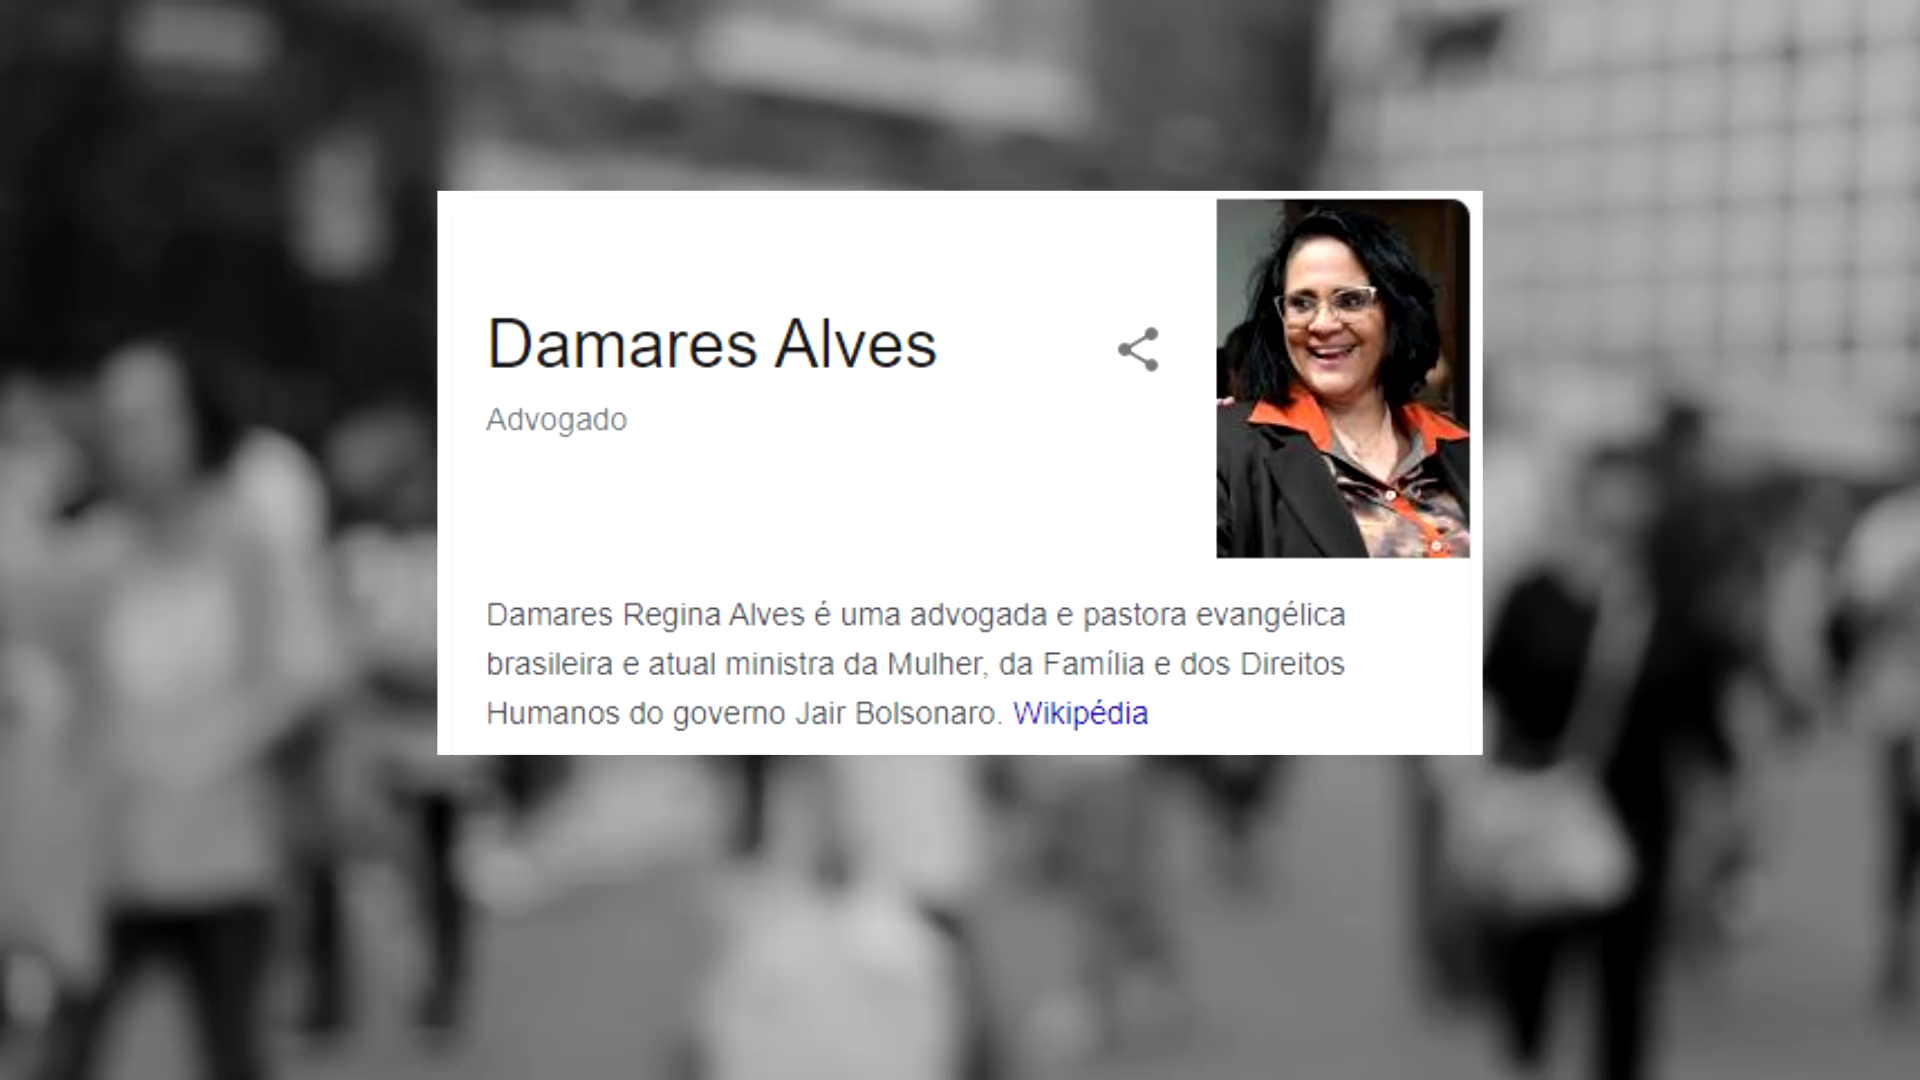 Damares Alves
Advogado
Damares Regina Alves é uma advogada e pastora evangélica
brasileira e atual ministra da Mulher, da Família e dos Direitos
Humanos do governo Jair Bolsonaro. Wikipédia